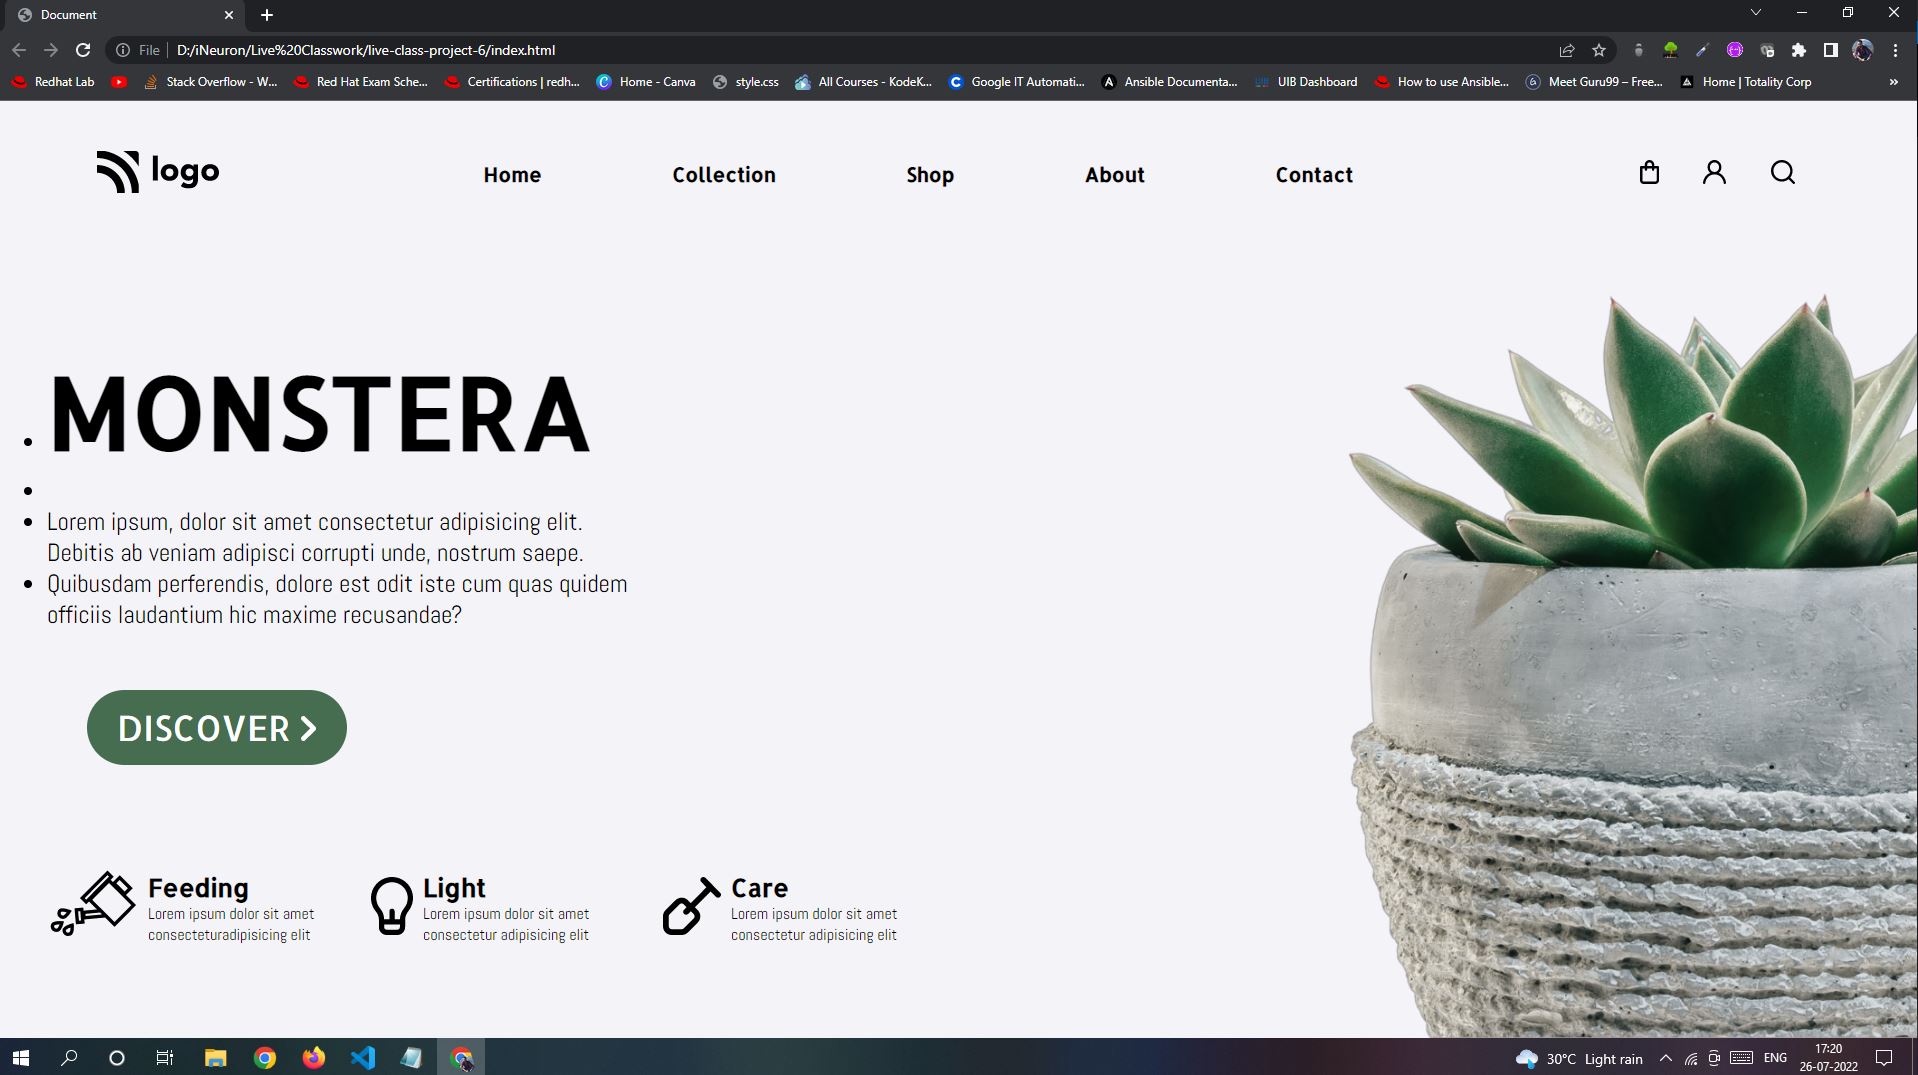 Document
File
D:/iNeuron/Live%20Classwork/live-class-project-6/index.html
Redhat Lab
Stack Overflow - W...
Red Hat Exam Sche...
Certifications | redh...
Home - Canva
style.css
All Courses - KodeK...
Google IT Automati...
Ansible Documenta...
UIB Dashboard
How to use Ansible...
Meet Guru99 – Free...
Home | Totality Corp
logo
Home
Collection
Shop
About
Contact
MONSTERA
Lorem ipsum, dolor sit amet consectetur adipisicing elit.
Debitis ab veniam adipisci corrupti unde, nostrum saepe.
Quibusdam perferendis, dolore est odit iste cum quas quidem
officiis laudantium hic maxime recusandae?
DISCOVER
Feeding
Lorem ipsum dolor sit amet
consecteturadipisicing elit
Light
Lorem ipsum dolor sit amet
consectetur adipisicing elit
Care
Lorem ipsum dolor sit amet
consectetur adipisicing elit
30°C Light rain
ENG
17:20
26-07-2022